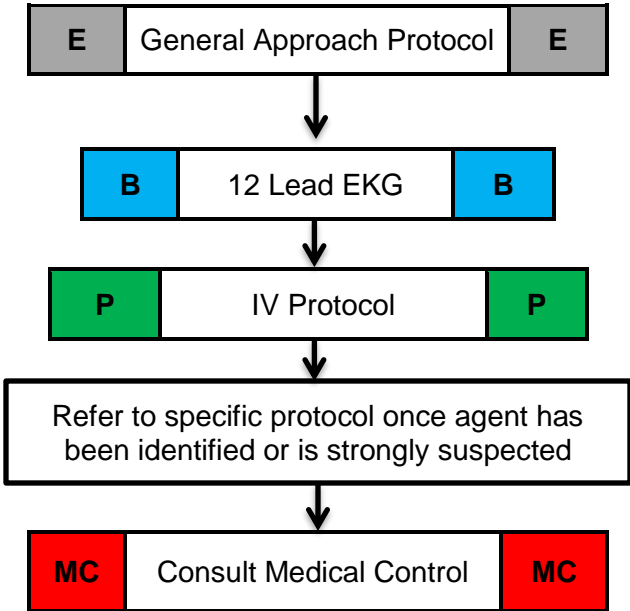 E General Approach Protocol E
B 12 Lead EKG B
P IV Protocol P
Refer to specific protocol once agent has
been identified or is strongly suspected
MC Consult Medical Control MC